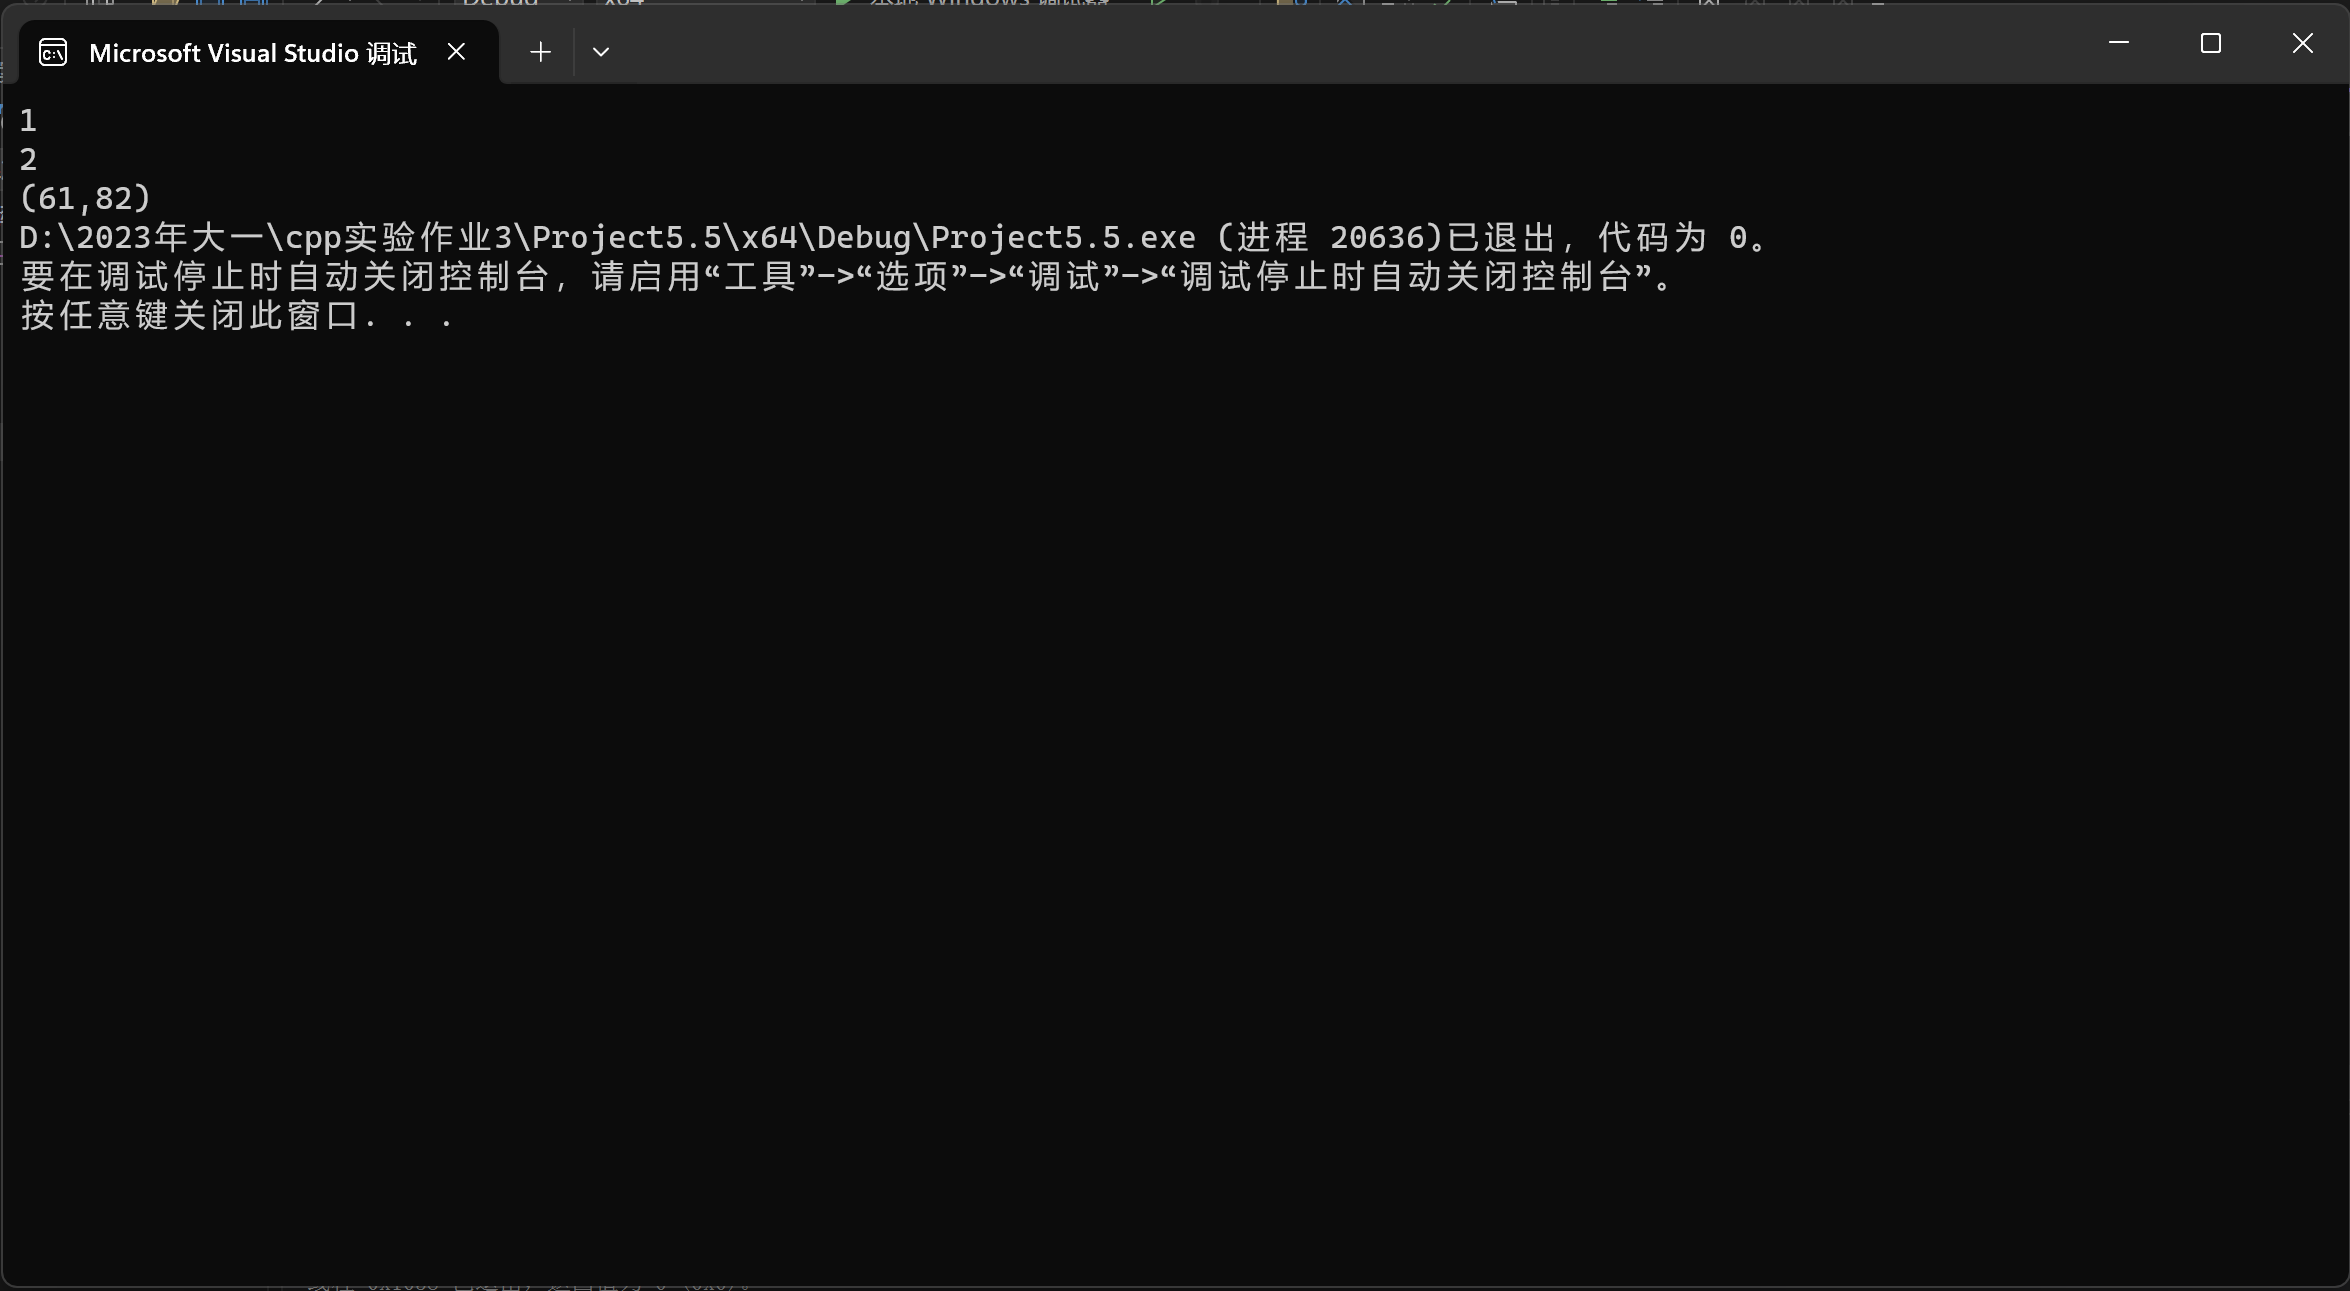 Microsoft Visual Studio 调试
1
2
(61,82)
D:\2023年大一\cpp实验作业3\Project5.5\x64\Debug\Project5.5.exe (进程 20636)已退出，代码为 0。
要在调试停止时自动关闭控制台，请启用“工具”->“选项”->“调试”->“调试停止时自动关闭控制台”。
按任意键关闭此窗口. . .